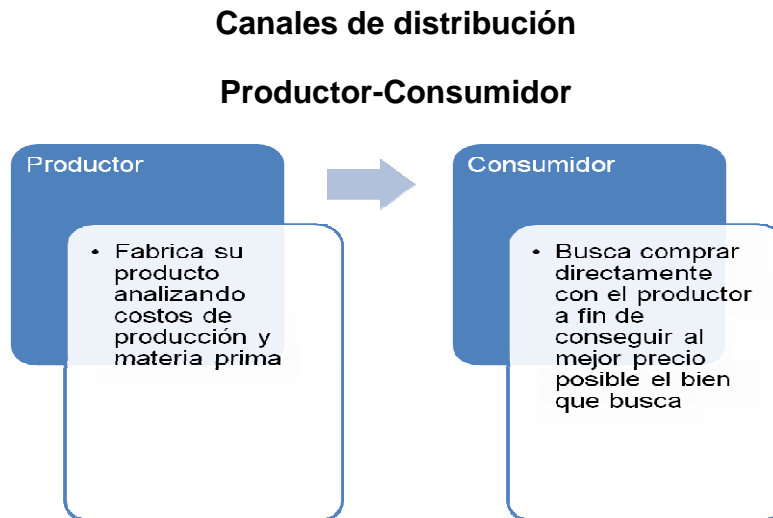 Canales de distribución
Productor-Consumidor
Productor
• Fabrica su
producto
analizando
costos de
producción y
materia prima
Consumidor
• Busca comprar
directamente
con el productor
a fin de
conseguir al
mejor precio
posible el bien
que busca